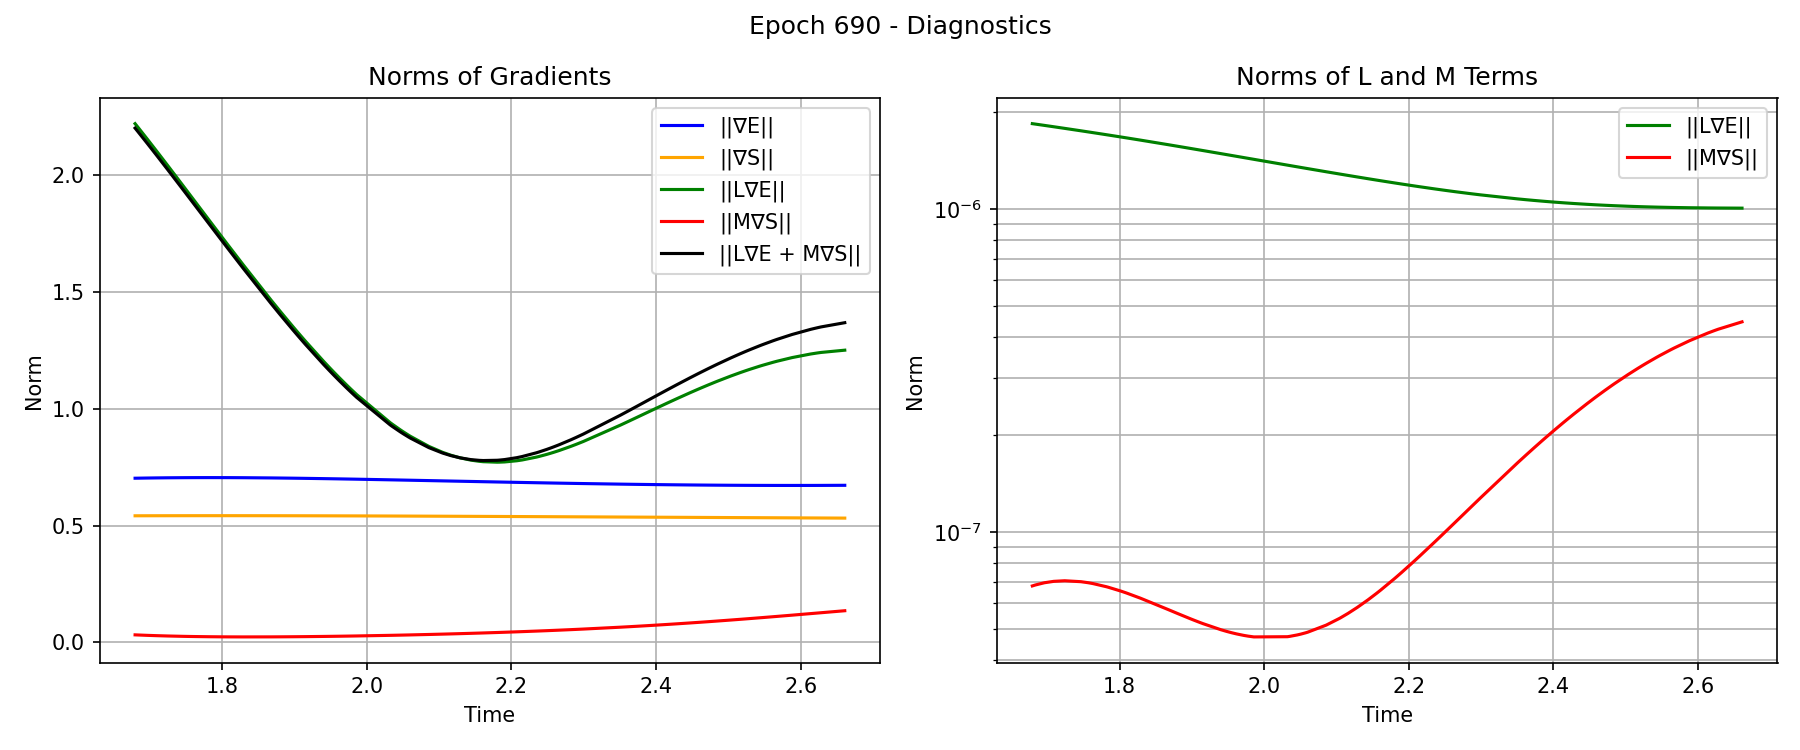 Epoch 690 - Diagnostics
Norms of Gradients
||∇E||
||∇S||
||L∇E||
||M∇S||
||L∇E + M∇S||
2.0
1.5
1.0
0.5
0.0
Norm
1.8
2.0
2.2
2.4
2.6
Time
Norms of L and M Terms
||L∇E||
||M∇S||
10⁻⁶
10⁻⁷
Norm
1.8
2.0
2.2
2.4
2.6
Time